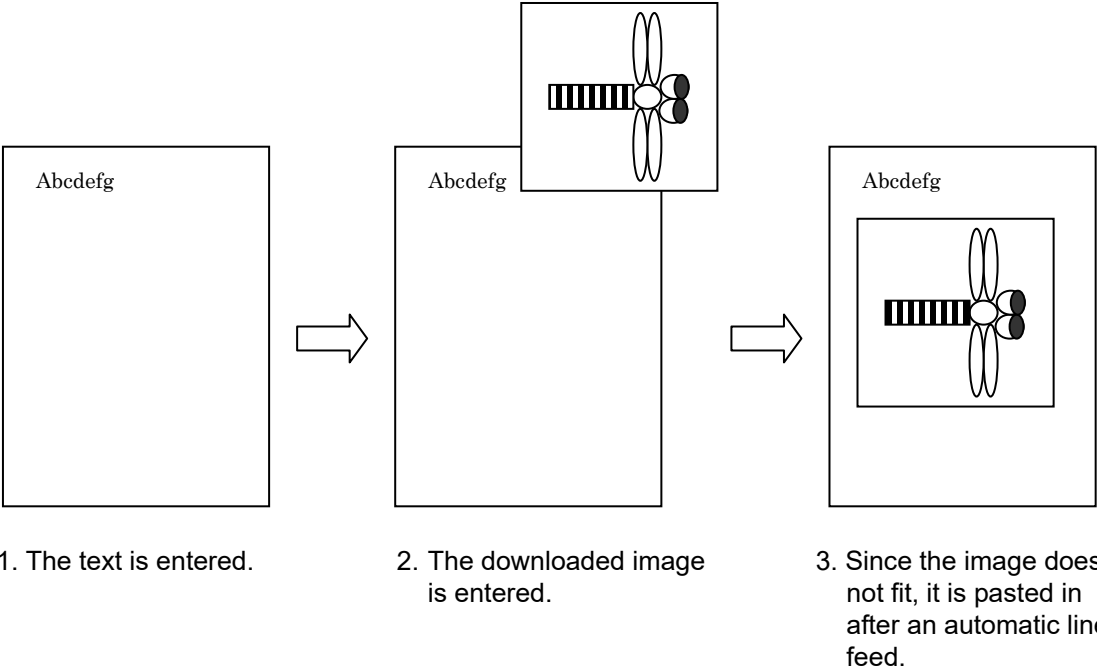 Abcdefg
Abcdefg
Abcdefg
1. The text is entered.
2. The downloaded image
is entered.
3. Since the image does
not fit, it is pasted in
after an automatic line
feed.